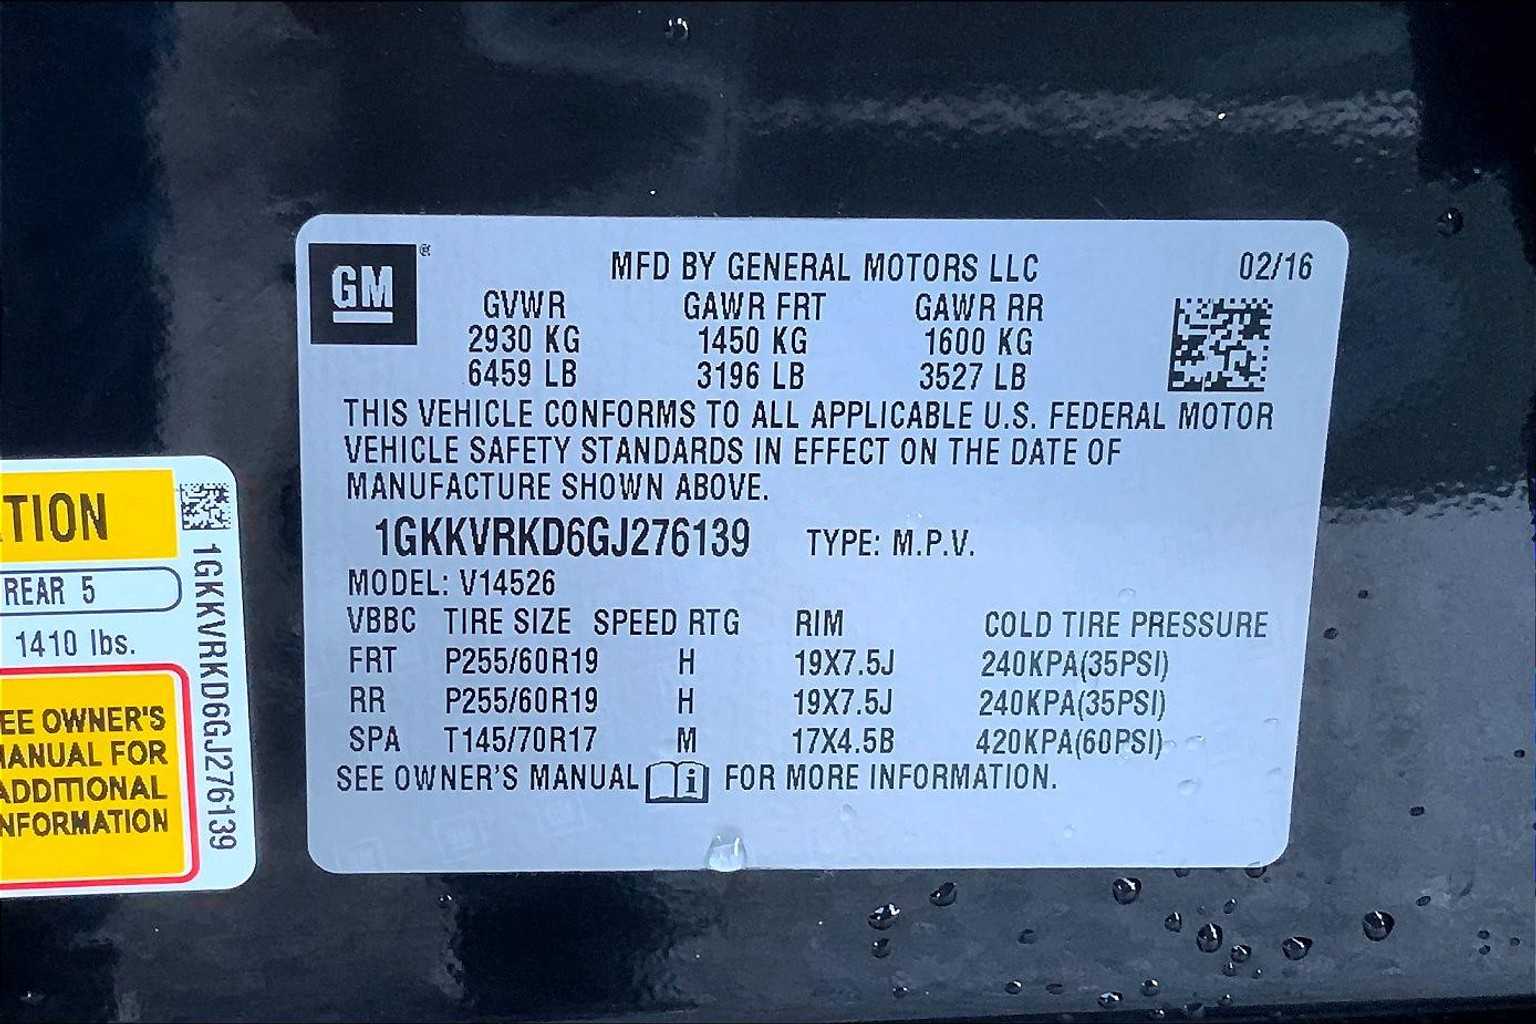 GM ®
MFD BY GENERAL MOTORS LLC 02/16
GVWR GAWR FRT GAWR RR
2930 KG 1450 KG 1600 KG
6459 LB 3196 LB 3527 LB
THIS VEHICLE CONFORMS TO ALL APPLICABLE U.S. FEDERAL MOTOR
VEHICLE SAFETY STANDARDS IN EFFECT ON THE DATE OF
MANUFACTURE SHOWN ABOVE.
1GKKVRKD6GJ276139 TYPE: M.P.V.
MODEL: V14526
VBBC TIRE SIZE SPEED RTG RIM COLD TIRE PRESSURE
FRT P255/60R19 H 19X7.5J 240KPA(35PSI)
RR P255/60R19 H 19X7.5J 240KPA(35PSI)
SPA T145/70R17 M 17X4.5B 420KPA(60PSI)
SEE OWNER'S MANUAL i FOR MORE INFORMATION.
TION
REAR 5
1410 lbs.
EE OWNER'S
ANUAL FOR
ADDITIONAL
NFORMATION
1GKKVRKD6GJ276139